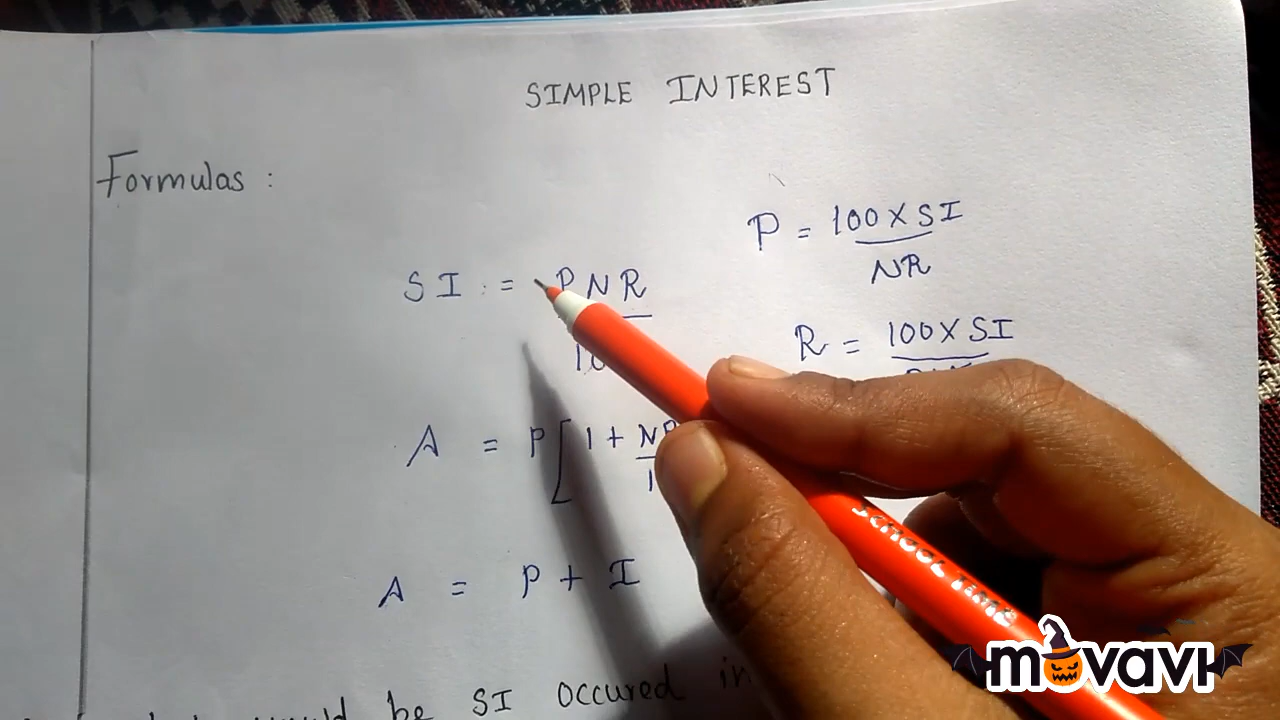 SIMPLE INTEREST
Formulas :
SI = PNR
P = 100 X SI
NR
R = 100 X SI
A = P[1 +
A = P + I
be SI occured in
SCHOOL TIME
movavi